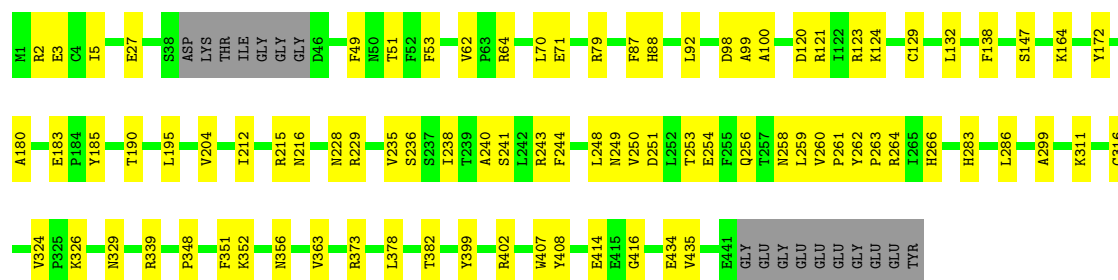 M1 R2 E3 C4 I5 E27 S38 ASP LYS THR ILE GLY GLY GLY D46 F49 N50 T51 F52 F53 V62 P63 R64 L70 E71 R79 F87 H88 L92 D98 A99 A100 D120 R121 I122 R123 K124 C129 L132 F138 S147 K164 Y172
A180 E183 P184 Y185 T190 L195 V204 I212 R215 N216 N228 R229 V235 S236 S237 I238 T239 A240 S241 L242 R243 F244 L248 N249 V250 D251 L252 T253 E254 F255 Q256 T257 N258 L259 V260 P261 Y262 P263 R264 I265 H266 H283 L286 A299 K311
V324 P325 K326 N329 R339 P348 F351 K352 N356 V363 R373 L378 T382 Y399 R402 W407 Y408 E414 E415 G416 E434 V435 E441 GLY GLU GLY GLU GLU GLU GLY GLU GLU TYR